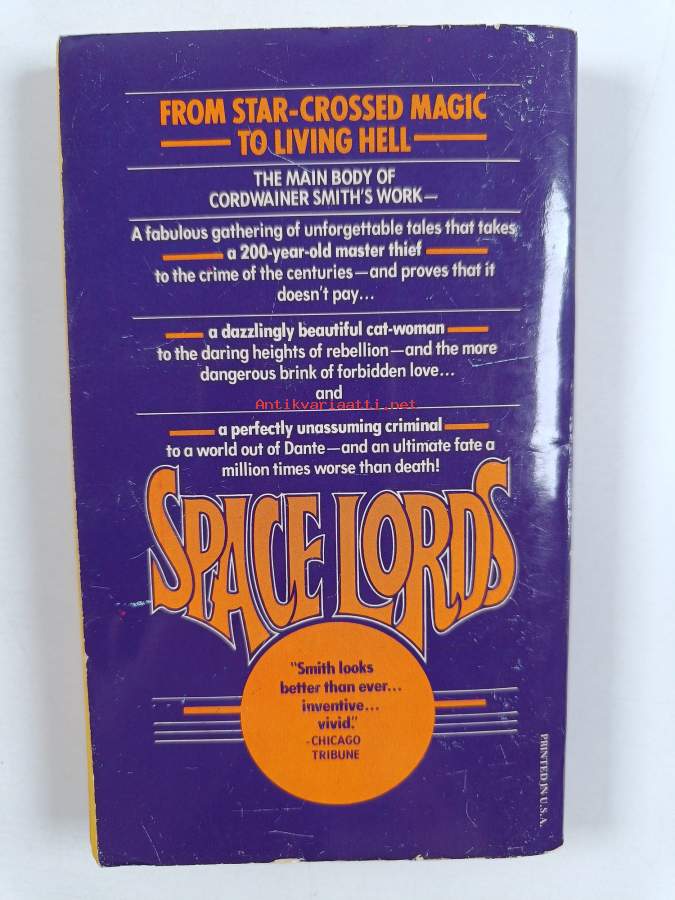 FROM STAR-CROSSED MAGIC
TO LIVING HELL
THE MAIN BODY OF
CORDWAINER SMITH'S WORK—
A fabulous gathering of unforgettable tales that takes
a 200-year-old master thief
to the crime of the centuries—and proves that it
doesn't pay...
a dazzlingly beautiful cat-woman
to the daring heights of rebellion—and the more
dangerous brink of forbidden love...
and
Antikvariaatti.net
a perfectly unassuming criminal
to a world out of Dante—and an ultimate fate a
million times worse than death!
SPACE LORDS
"Smith looks
better than ever...
inventive...
vivid."
-CHICAGO
TRIBUNE
PRINTED IN U.S.A.